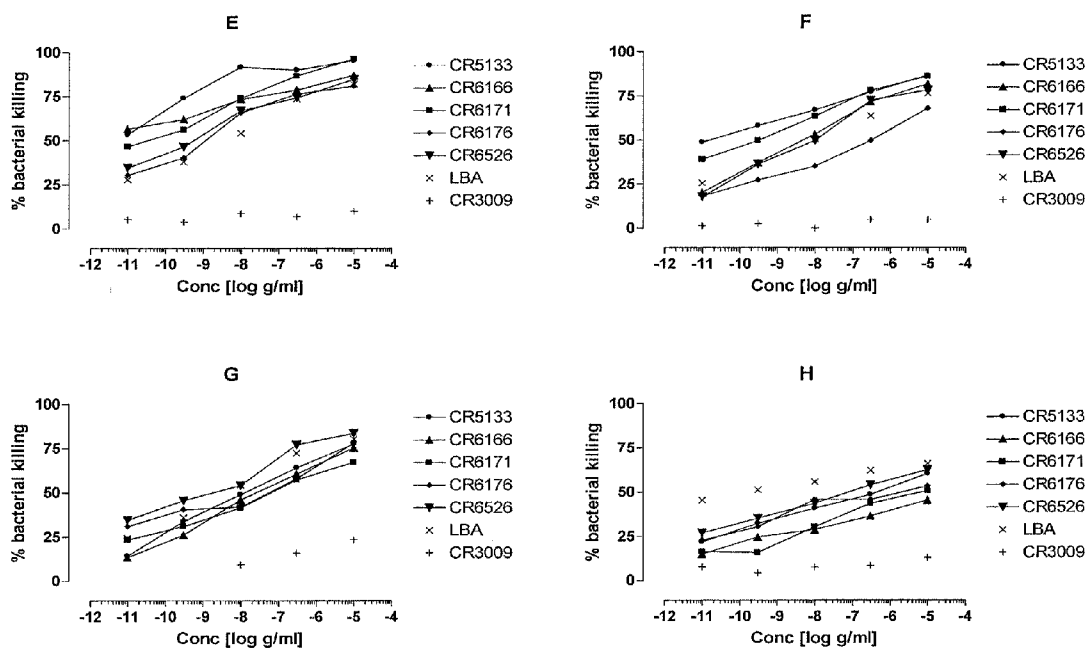 E
% bacterial killing
100
75
50
25
0
-12 -11 -10 -9 -8 -7 -6 -5 -4
Conc [log g/ml]
CR5133
CR6166
CR6171
CR6176
CR6526
LBA
CR3009
F
% bacterial killing
100
75
50
25
0
-12 -11 -10 -9 -8 -7 -6 -5 -4
Conc [log g/ml]
CR5133
CR6166
CR6171
CR6176
CR6526
LBA
CR3009
G
% bacterial killing
100
75
50
25
0
-12 -11 -10 -9 -8 -7 -6 -5 -4
Conc [log g/ml]
CR5133
CR6166
CR6171
CR6176
CR6526
LBA
CR3009
H
% bacterial killing
100
75
50
25
0
-12 -11 -10 -9 -8 -7 -6 -5 -4
Conc [log g/ml]
CR5133
CR6166
CR6171
CR6176
CR6526
LBA
CR3009